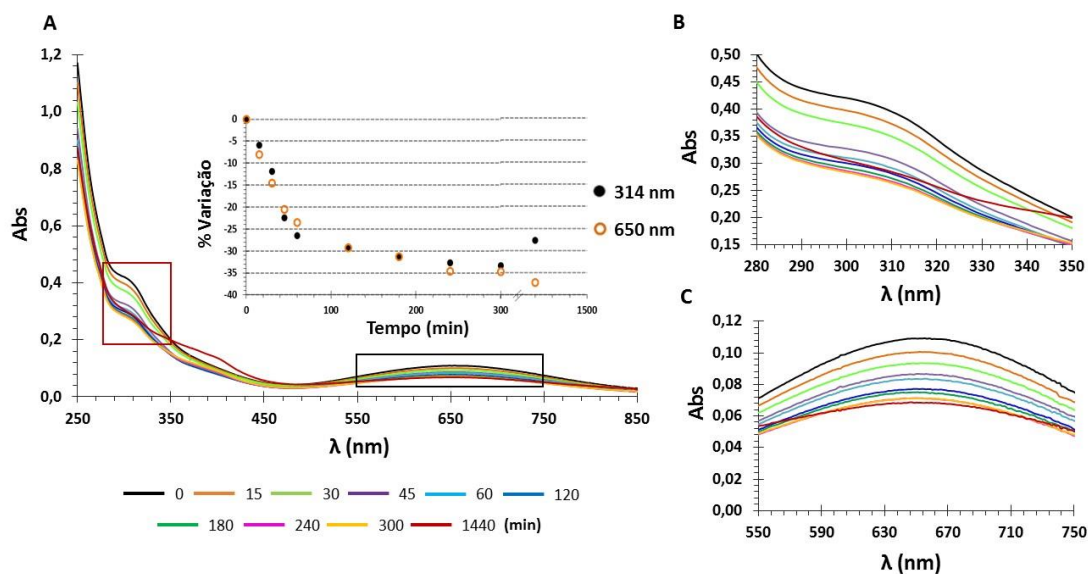 A
1,2
1,0
0,8
0,6
0,4
0,2
0,0
Abs
250 350 450 550 650 750 850
λ (nm)
0
-5
-10
-15
-20
-25
-30
-35
-40
% Variação
0 100 200 300 1500
Tempo (min)
314 nm
650 nm
0 15 30 45 60 120
180 240 300 1440 (min)
B
0,50
0,45
0,40
0,35
0,30
0,25
0,20
0,15
Abs
280 290 300 310 320 330 340 350
λ (nm)
C
0,12
0,10
0,08
0,06
0,04
0,02
0,00
Abs
550 590 630 670 710 750
λ (nm)